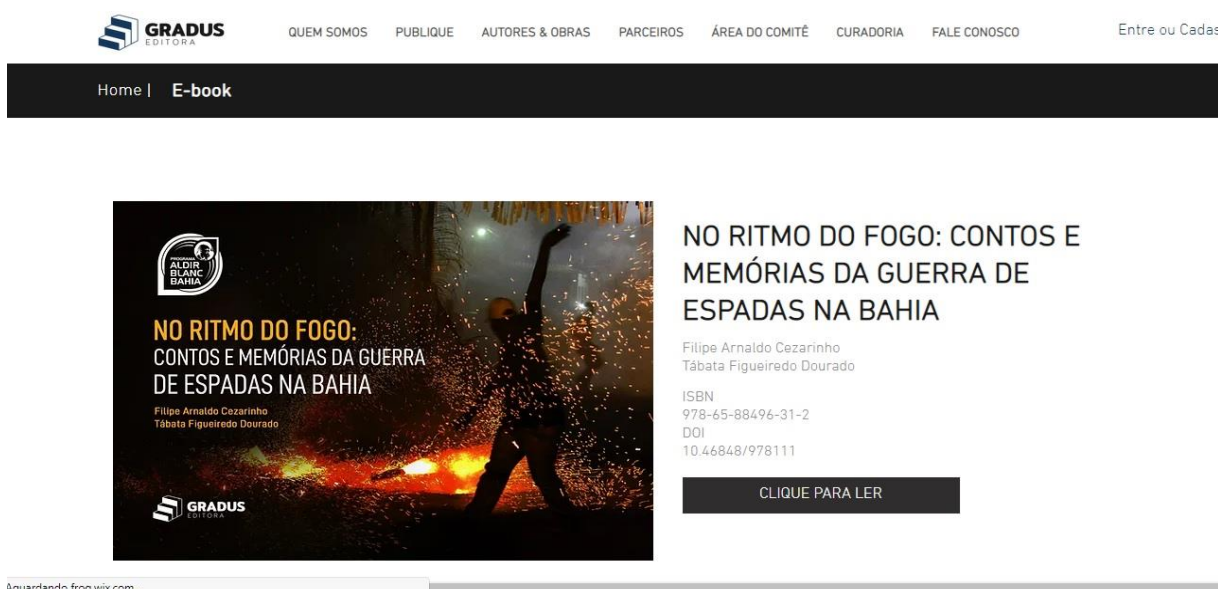 GRADUS
EDITORA
QUEM SOMOS PUBLIQUE AUTORES & OBRAS PARCEIROS ÁREA DO COMITÊ CURADORIA FALE CONOSCO
Entre ou Cadas
Home | E-book
PROGRAMA
ALDIR
BLANC
BAHIA
NO RITMO DO FOGO:
CONTOS E MEMÓRIAS DA GUERRA
DE ESPADAS NA BAHIA
Filipe Arnaldo Cezarinho
Tábata Figueiredo Dourado
GRADUS
EDITORA
NO RITMO DO FOGO: CONTOS E
MEMÓRIAS DA GUERRA DE
ESPADAS NA BAHIA
Filipe Arnaldo Cezarinho
Tábata Figueiredo Dourado
ISBN
978-65-88496-31-2
DOI
10.46848/978111
CLIQUE PARA LER
Aguardando frog.wix.com